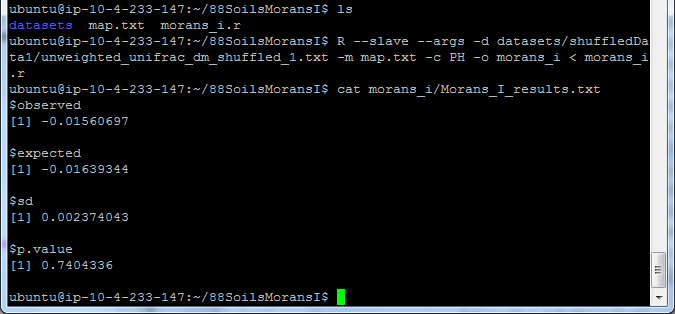 ubuntu@ip-10-4-233-147:~/88SoilsMoransI$ ls
datasets  map.txt  morans_i.r
ubuntu@ip-10-4-233-147:~/88SoilsMoransI$ R --slave --args -d datasets/shuffledDa
ta1/unweighted_unifrac_dm_shuffled_1.txt -m map.txt -c PH -o morans_i < morans_i
.r
ubuntu@ip-10-4-233-147:~/88SoilsMoransI$ cat morans_i/Morans_I_results.txt
$observed
[1] -0.01560697
$expected
[1] -0.01639344
$sd
[1] 0.002374043
$p.value
[1] 0.7404336
ubuntu@ip-10-4-233-147:~/88SoilsMoransI$